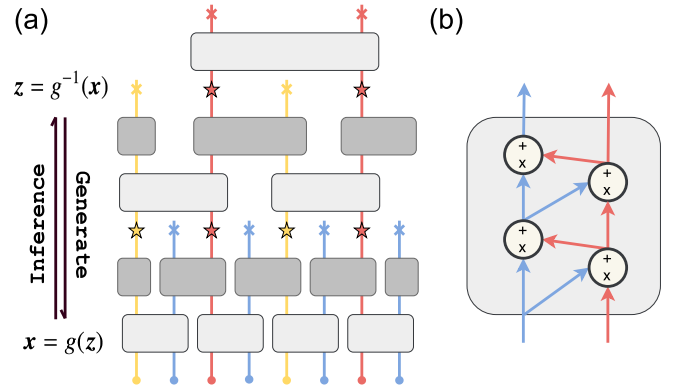 (a)
(b)
z = g⁻¹(x)
Inference
Generate
x = g(z)
+
x
+
x
+
x
+
x